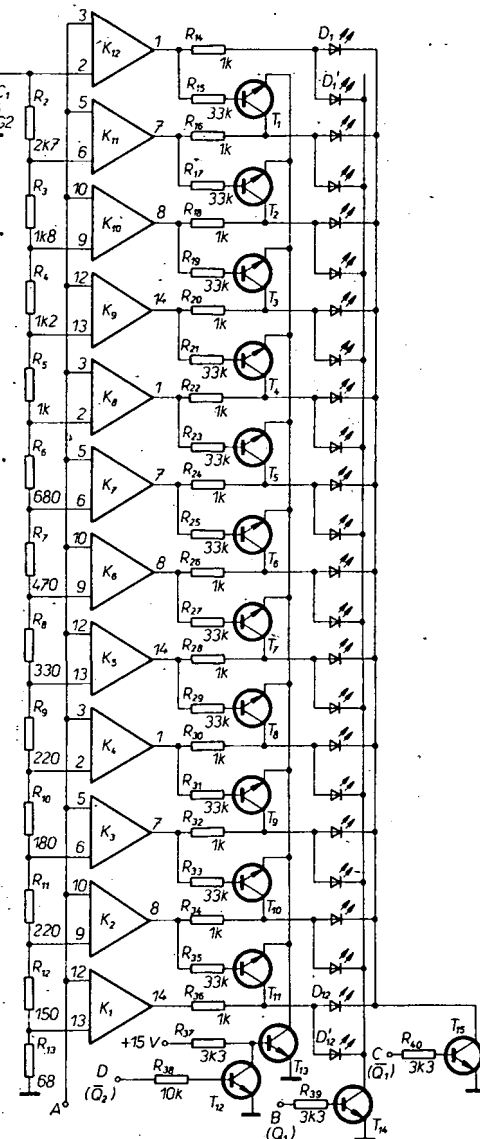 3
K12
1
R14
1k
D1
2
R15
33k
T1
D1'
C1
G2
R2
2k7
5
K11
7
R16
1k
6
R17
33k
T2
R3
1k8
10
K10
8
R18
1k
9
R19
33k
T3
R4
1k2
12
K9
14
R20
1k
13
R21
33k
T4
R5
1k
3
K8
1
R22
1k
2
R23
33k
T5
R6
680
5
K7
7
R24
1k
6
R25
33k
T6
R7
470
10
K6
8
R26
1k
9
R27
33k
T7
R8
330
12
K5
14
R28
1k
13
R29
33k
T8
R9
220
3
K4
1
R30
1k
2
R31
33k
T9
R10
180
5
K3
7
R32
1k
6
R33
33k
T10
R11
220
10
K2
8
R34
1k
9
R35
33k
T11
R12
150
12
K1
14
R36
1k
D12
13
R13
68
+15 V
R37
3k3
T13
D12'
C
(Q̅1)
R40
3k3
T15
A
D
(Q̅2)
R38
10k
T12
B
(Q1)
R39
3k3
T14